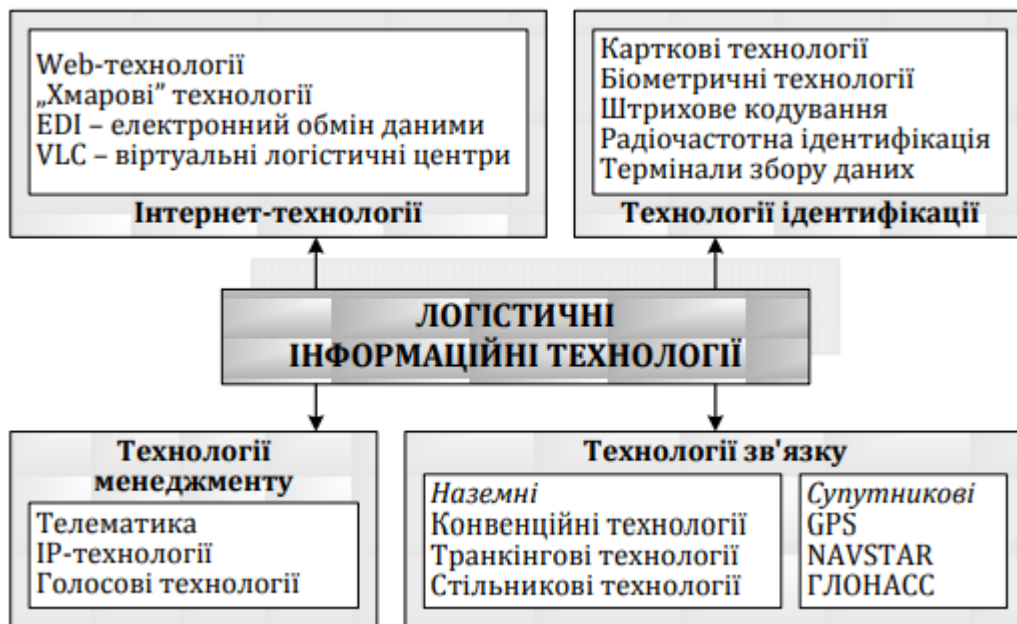 Web-технології
„Хмарові” технології
EDI – електронний обмін даними
VLC – віртуальні логістичні центри
Інтернет-технології
Карткові технології
Біометричні технології
Штрихове кодування
Радіочастотна ідентифікація
Термінали збору даних
Технології ідентифікації
ЛОГІСТИЧНІ
ІНФОРМАЦІЙНІ ТЕХНОЛОГІЇ
Технології
менеджменту
Телематика
IP-технології
Голосові технології
Технології зв'язку
Наземні
Конвенційні технології
Транкінгові технології
Стільникові технології
Супутникові
GPS
NAVSTAR
ГЛОНАСС